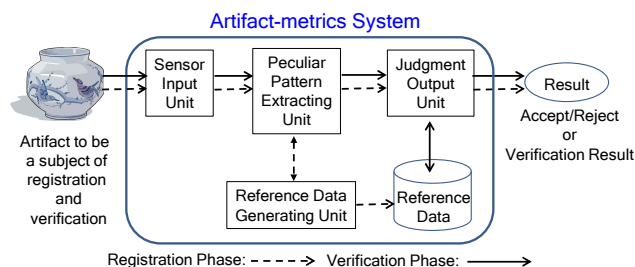 Artifact-metrics System
Artifact to be
a subject of
registration
and
verification
Sensor
Input
Unit
Peculiar
Pattern
Extracting
Unit
Judgment
Output
Unit
Result
Accept/Reject
or
Verification Result
Reference Data
Generating Unit
Reference
Data
Registration Phase:
Verification Phase: